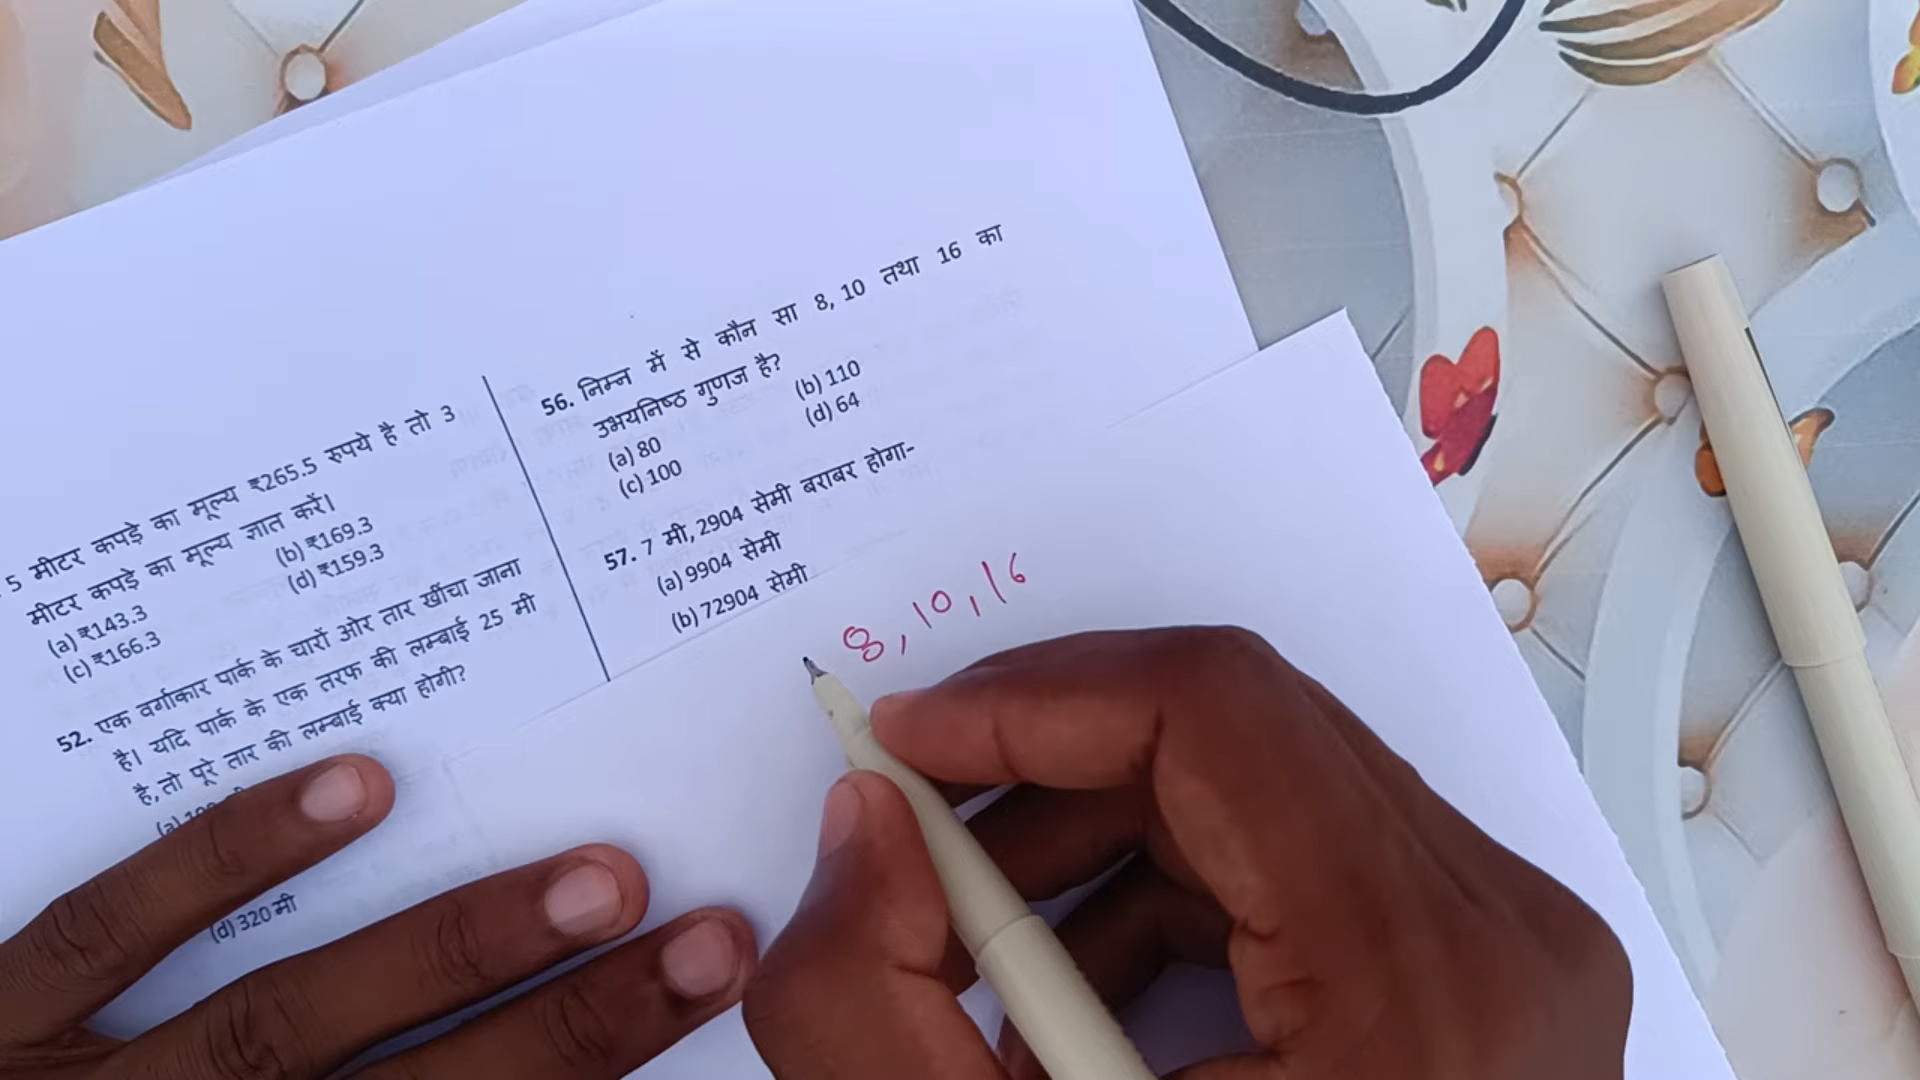 5 मीटर कपड़े का मूल्य ₹265.5 रुपये है तो 3
मीटर कपड़े का मूल्य ज्ञात करें।
(a) ₹143.3 (b) ₹169.3
(c) ₹166.3 (d) ₹159.3
52. एक वर्गाकार पार्क के चारों ओर तार खींचा जाना
है। यदि पार्क के एक तरफ की लम्बाई 25 मी
है, तो पूरे तार की लम्बाई क्या होगी?
(d) 320 मी
56. निम्न में से कौन सा 8, 10 तथा 16 का
उभयनिष्ठ गुणज है?
(a) 80 (b) 110
(c) 100 (d) 64
57. 7 मी, 2904 सेमी बराबर होगा-
(a) 9904 सेमी
(b) 72904 सेमी
8, 10, 16